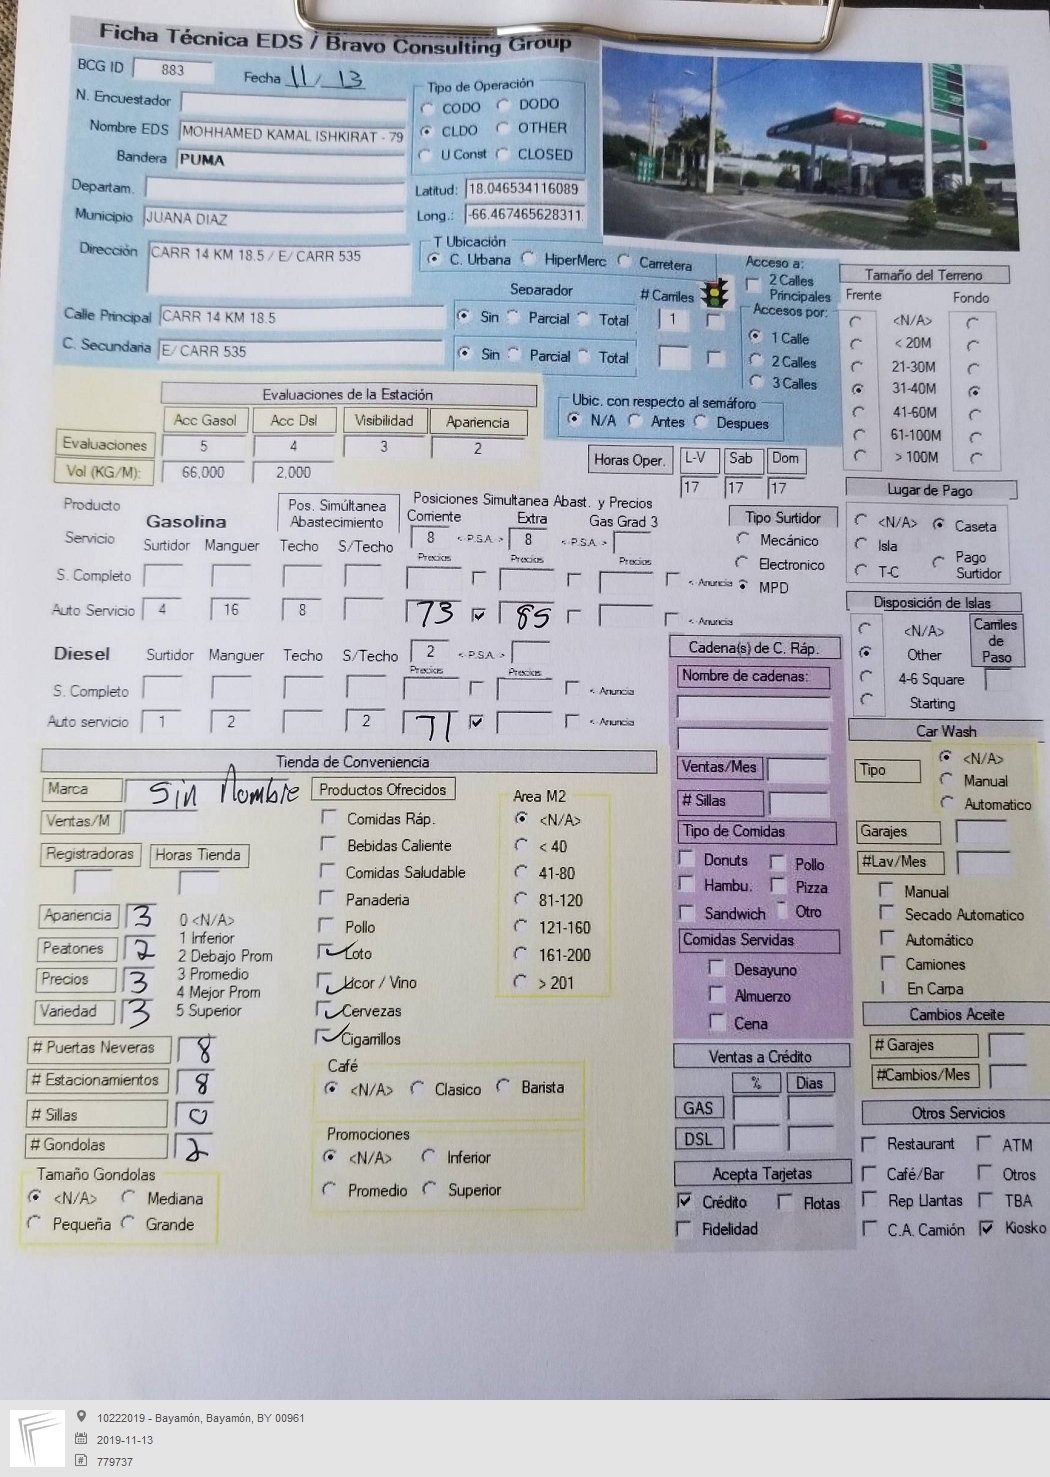 Ficha Técnica EDS / Bravo Consulting Group
BCG ID 883 Fecha 11/13
N. Encuestador
Nombre EDS MOHHAMED KAMAL ISHKIRAT - 79
Bandera PUMA
Departam.
Municipio JUANA DIAZ
Dirección CARR 14 KM 18.5 / E/ CARR 535
Tipo de Operación
CODO DODO
CLDO OTHER
U Const CLOSED
Latitud: 18.046534116089
Long.: -66.467465628311
T Ubicación
C. Urbana HiperMerc Carretera
Separador # Carriles
Calle Principal CARR 14 KM 18.5 Sin Parcial Total 1
C. Secundaria E/ CARR 535 Sin Parcial Total
Acceso a:
2 Calles
Principales
Accesos por:
1 Calle
2 Calles
3 Calles
Ubic. con respecto al semáforo
N/A Antes Despues
Tamaño del Terreno
Frente Fondo
<N/A>
< 20M
21-30M
31-40M
41-60M
61-100M
> 100M
Evaluaciones de la Estación
Acc Gasol Acc Dsl Visibilidad Apariencia
Evaluaciones 5 4 3 2
Vol (KG/M): 66,000 2,000
Horas Oper. L-V Sab Dom
17 17 17
Lugar de Pago
<N/A> Caseta
Isla
T-C Pago
Surtidor
Producto
Servicio
Gasolina
Pos. Simúltanea
Abastecimiento
Posiciones Simultanea Abast. y Precios
Corriente Extra Gas Grad 3
8 <-P.S.A.-> 8 <-P.S.A.->
Surtidor Manguer Techo S/Techo Precios Precios Precios
S. Completo <- Anuncia
Auto Servicio 4 16 8 73 85 <- Anuncia
Tipo Surtidor
Mecánico
Electronico
MPD
Disposición de Islas
<N/A>
Other
4-6 Square
Starting
Carriles
de
Paso
Diesel Surtidor Manguer Techo S/Techo 2 <-P.S.A.->
Precios Precios
S. Completo <- Anuncia
Auto servicio 1 2 2 71 <- Anuncia
Cadena(s) de C. Ráp.
Nombre de cadenas:
Ventas/Mes
# Sillas
Tipo de Comidas
Donuts Pollo
Hambu. Pizza
Sandwich Otro
Comidas Servidas
Desayuno
Almuerzo
Cena
Car Wash
Tipo <N/A>
Manual
Automatico
Garajes
#Lav/Mes
Manual
Secado Automatico
Automático
Camiones
En Carpa
Tienda de Conveniencia
Marca Sin Nombre
Ventas/M
Registradoras Horas Tienda
Apariencia 3
Peatones 2
Precios 3
Variedad 3
0 <N/A>
1 Inferior
2 Debajo Prom
3 Promedio
4 Mejor Prom
5 Superior
# Puertas Neveras 8
# Estacionamientos 8
# Sillas 0
# Gondolas 2
Tamaño Gondolas
<N/A> Mediana
Pequeña Grande
Productos Ofrecidos
Comidas Ráp.
Bebidas Caliente
Comidas Saludable
Panaderia
Pollo
Loto
Licor / Vino
Cervezas
Cigarrillos
Area M2
<N/A>
< 40
41-80
81-120
121-160
161-200
> 201
Café
<N/A> Clasico Barista
Promociones
<N/A> Inferior
Promedio Superior
Ventas a Crédito
% Dias
GAS
DSL
Acepta Tarjetas
Crédito Flotas
Fidelidad
Cambios Aceite
# Garajes
#Cambios/Mes
Otros Servicios
Restaurant ATM
Café/Bar Otros
Rep Llantas TBA
C.A. Camión Kiosko
10222019 - Bayamón, Bayamón, BY 00961
2019-11-13
779737